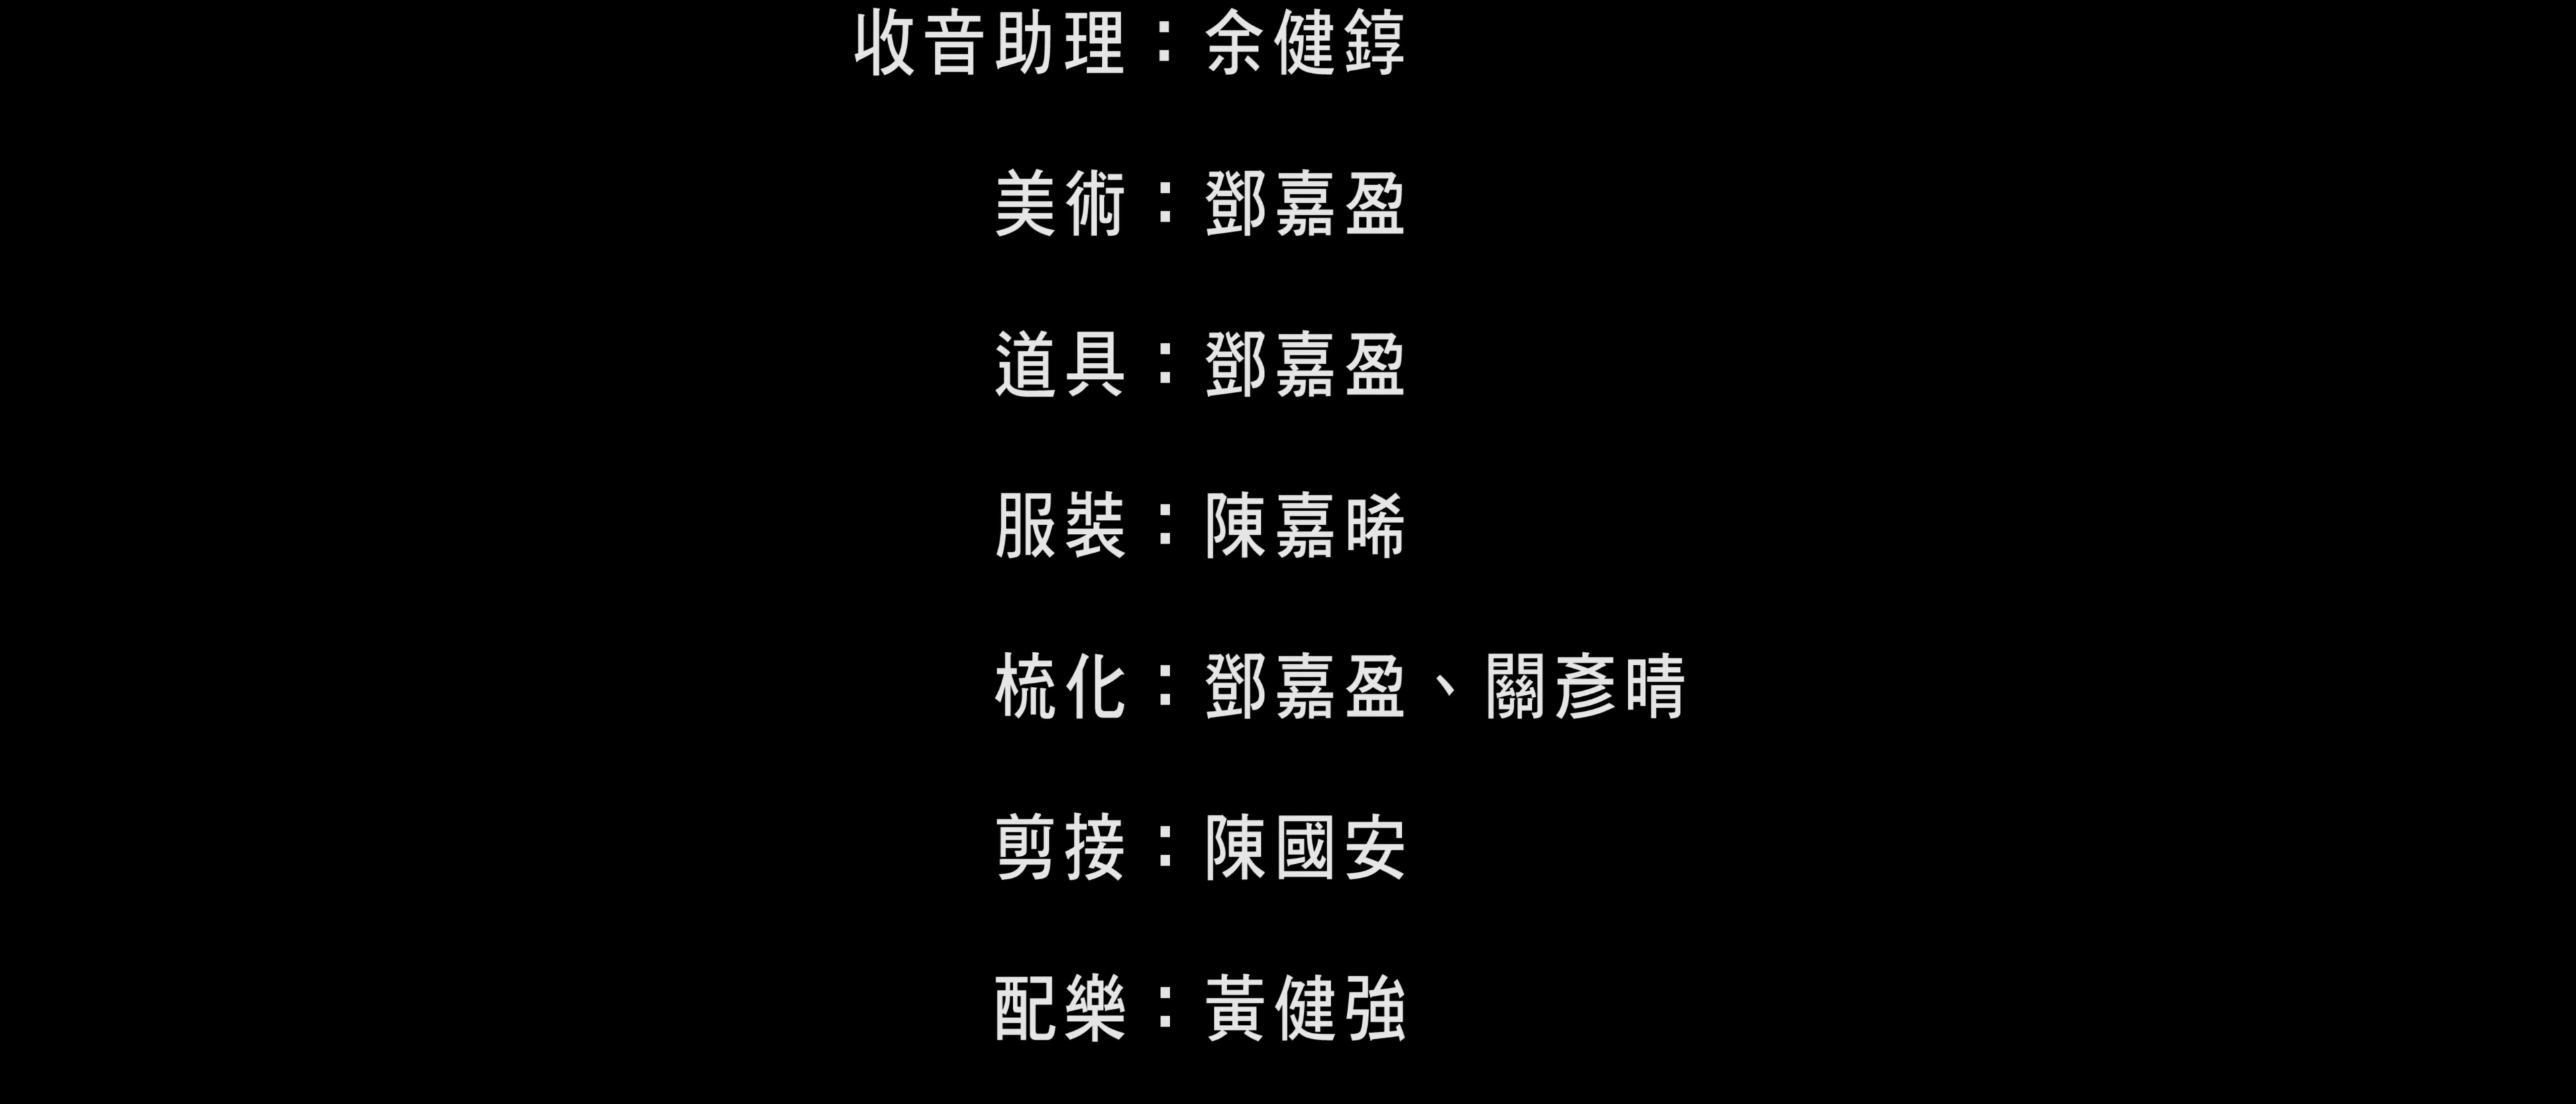 收音助理：余健錞
美術：鄧嘉盈
道具：鄧嘉盈
服裝：陳嘉晞
梳化：鄧嘉盈、關彥晴
剪接：陳國安
配樂：黃健強